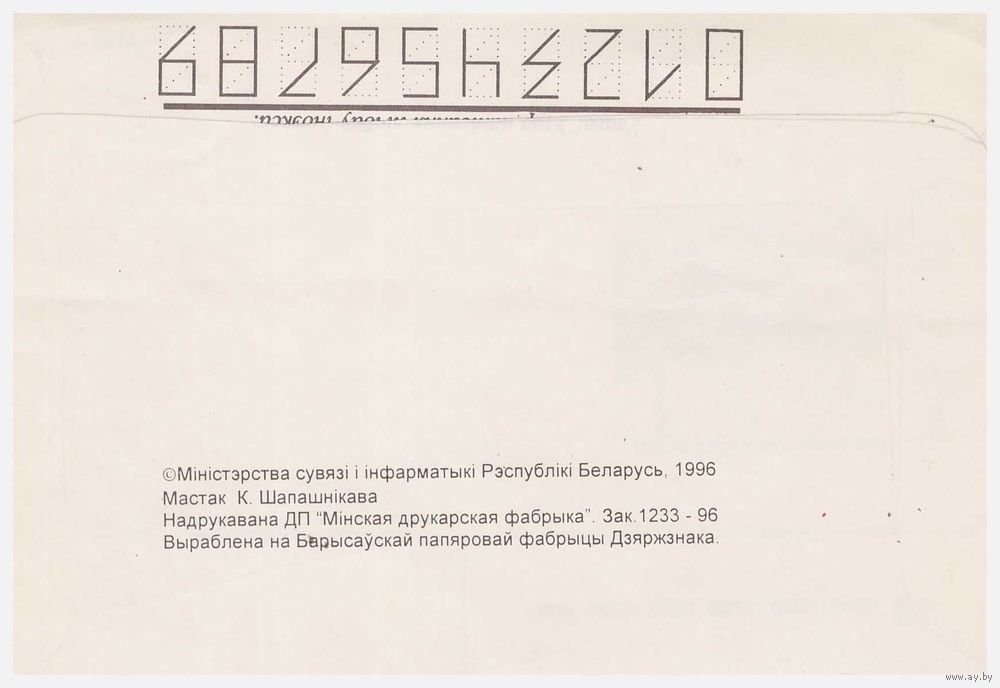 0123456789
©Міністэрства сувязі і інфарматыкі Рэспублікі Беларусь, 1996
Мастак К. Шапашнікава
Надрукавана ДП “Мінская друкарская фабрыка”. Зак.1233 - 96
Выраблена на Барысаўскай папяровай фабрыцы Дзяржзнака.
www.ay.by